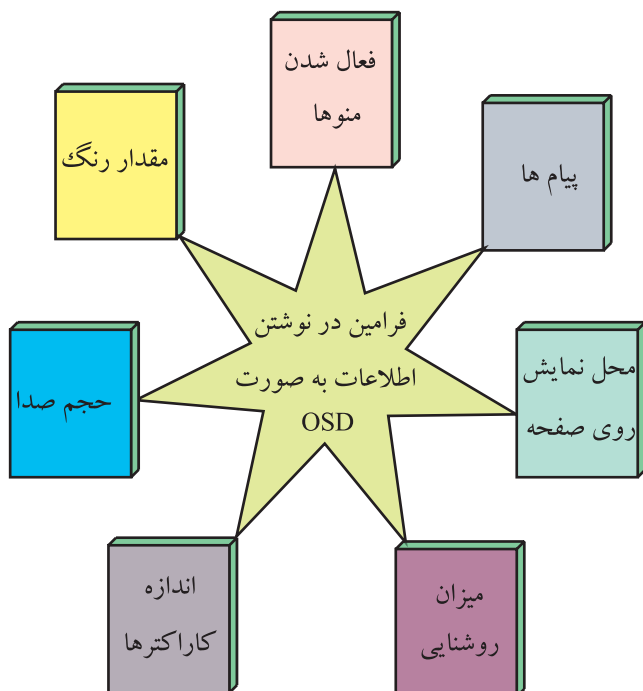 فعال شدن
منوها
پیام ها
مقدار رنگ
فرامین در نوشتن
اطلاعات به صورت
OSD
محل نمایش
روی صفحه
حجم صدا
میزان
روشنایی
اندازه
کاراکترها